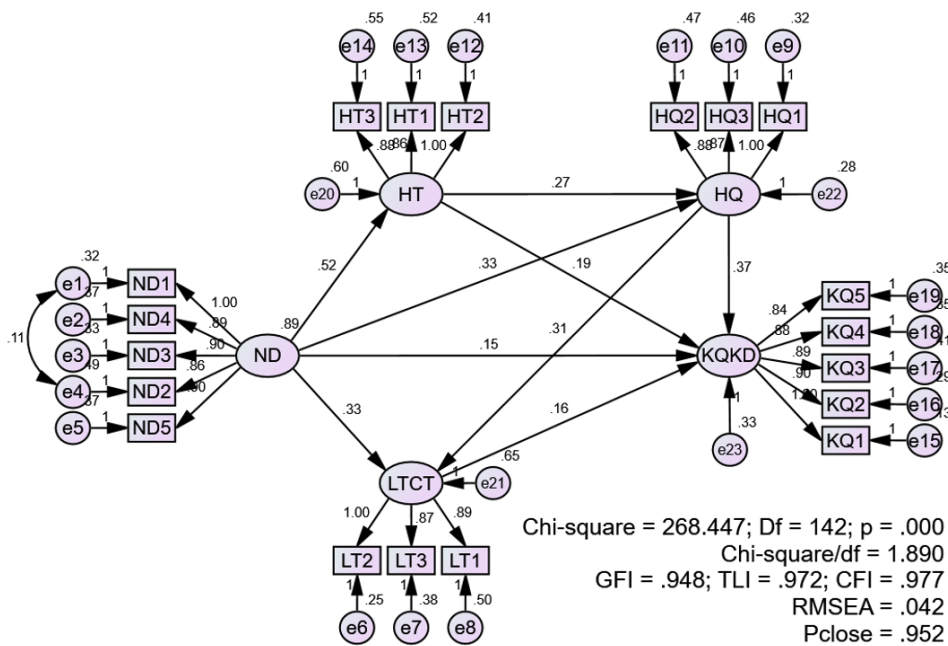 .55 .52 .41 .47 .46 .32
e14 e13 e12 e11 e10 e9
1 1 1 1 1 1
HT3 HT1 HT2 HQ2 HQ3 HQ1
.88 .86 1.00 .88 .87 1.00
.60 .28
e20 1 HT .27 HQ 1 e22
.52 .33 .19 .37
.32 .35
e1 1 ND1 KQ5 1 e19
1.00 .84
.37
e2 1 ND4 KQ4 1 e18
.89 .89 .88
.11 .33 .31
e3 1 ND3 .90 ND .15 KQKD .89 KQ3 1 e17
.49 .86 .90
e4 1 ND2 KQ2 1 e16
.37
e5 1 ND5 KQ1 1 e15
.33 .16 1 .33
.65 e23
LTCT 1 e21
1.00 .87 .89
LT2 LT3 LT1
1 1 1
.25 .38 .50
e6 e7 e8
Chi-square = 268.447; Df = 142; p = .000
Chi-square/df = 1.890
GFI = .948; TLI = .972; CFI = .977
RMSEA = .042
Pclose = .952